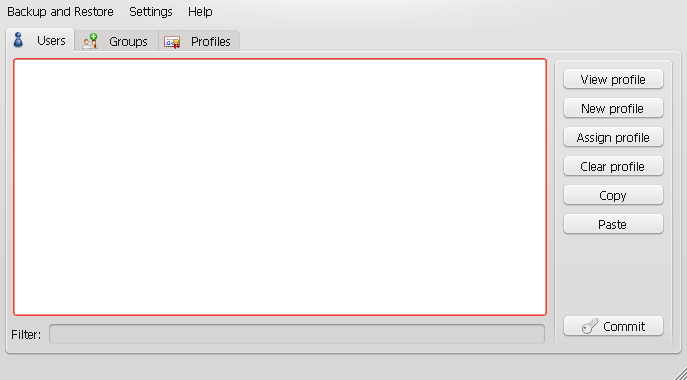 Backup and Restore Settings Help
Users Groups Profiles
View profile
New profile
Assign profile
Clear profile
Copy
Paste
Filter:
Commit